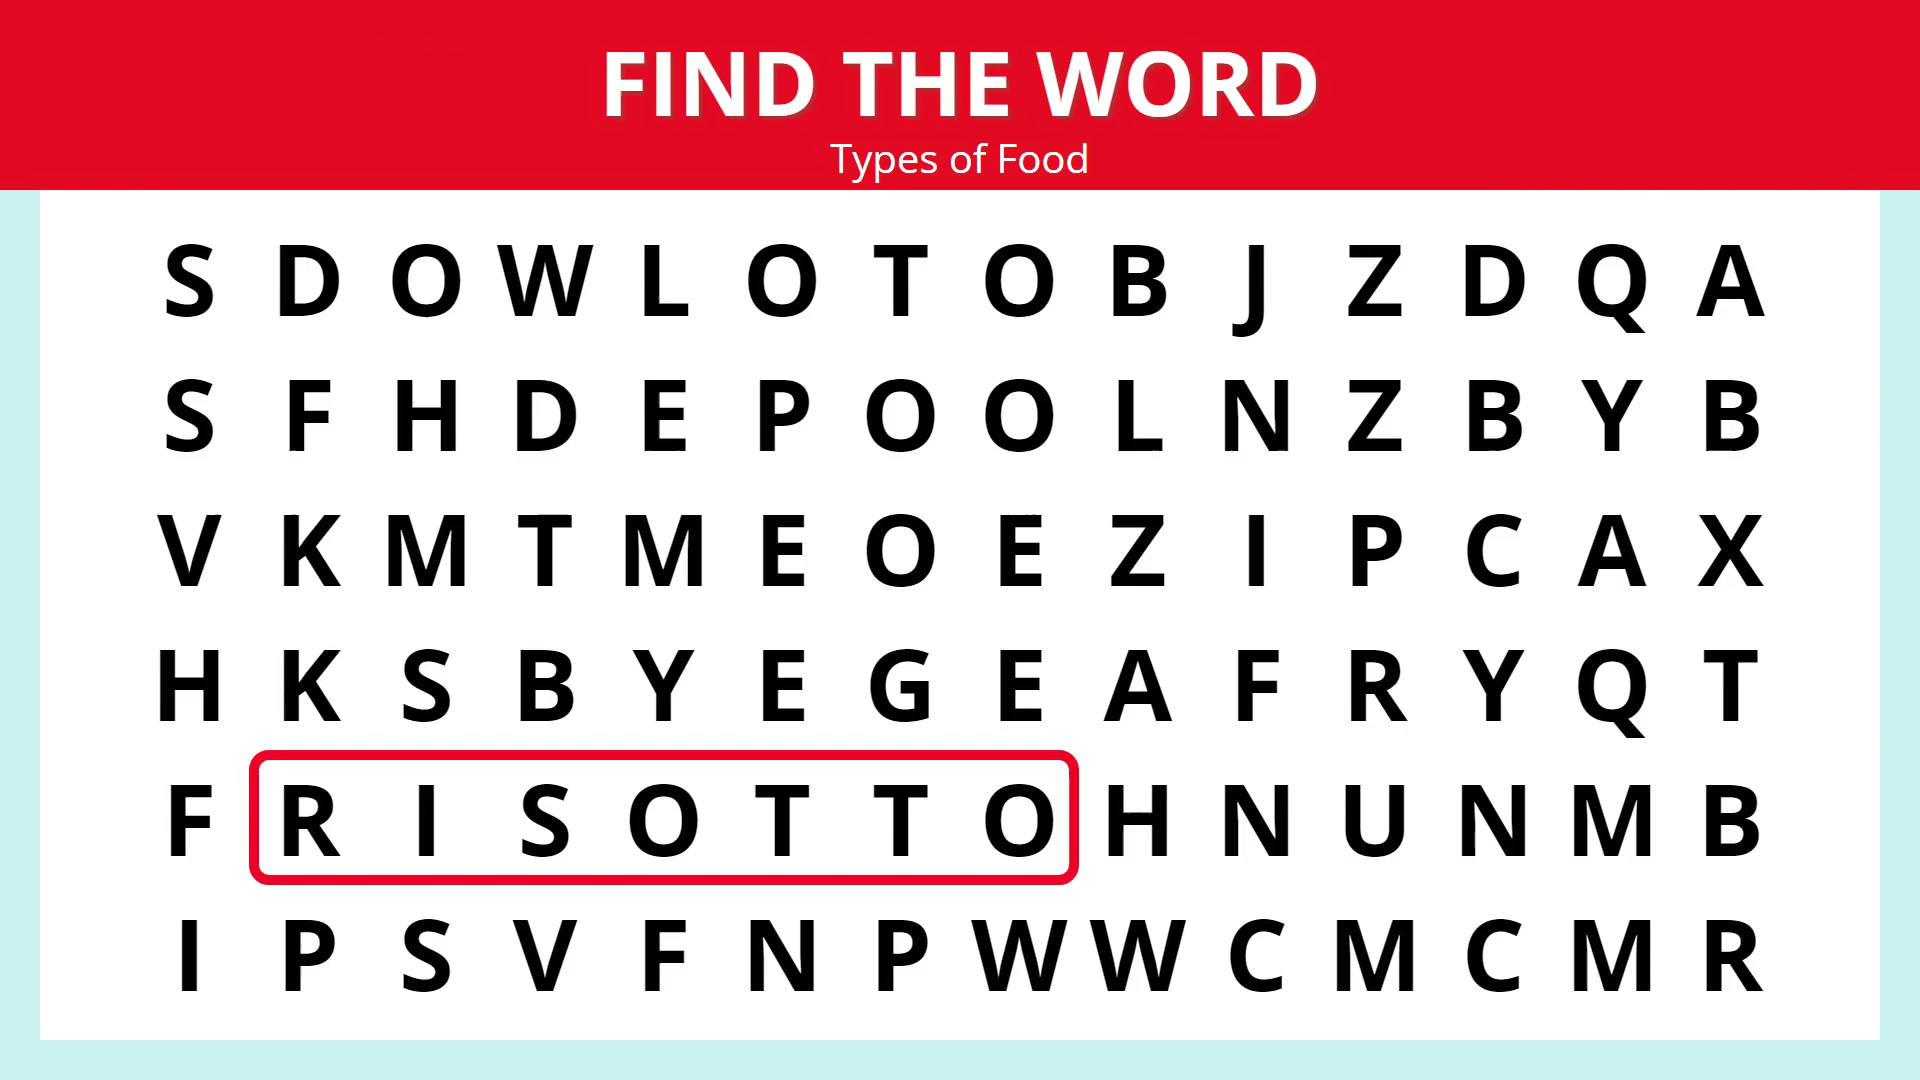 FIND THE WORD
Types of Food
S D O W L O T O B J Z D Q A
S F H D E P O O L N Z B Y B
V K M T M E O E Z I P C A X
H K S B Y E G E A F R Y Q T
F R I S O T T O H N U N M B
I P S V F N P W W C M C M R